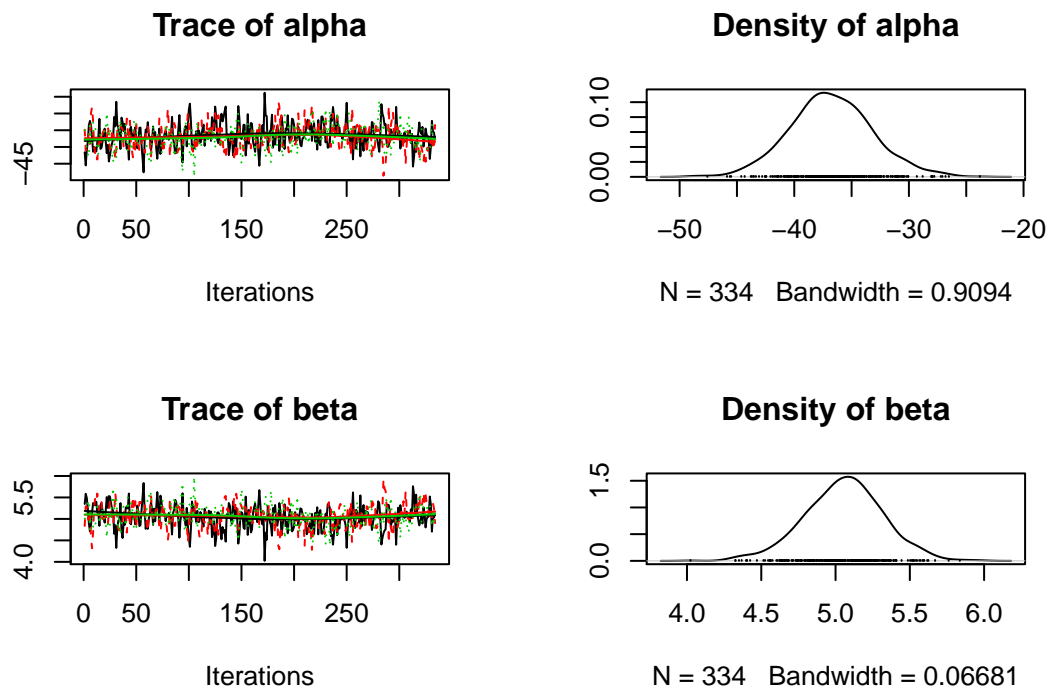 Trace of alpha
−45
0 50 150 250
Iterations
Density of alpha
0.00 0.10
−50 −40 −30 −20
N = 334 Bandwidth = 0.9094
Trace of beta
4.0 5.5
0 50 150 250
Iterations
Density of beta
0.0 1.5
4.0 4.5 5.0 5.5 6.0
N = 334 Bandwidth = 0.06681